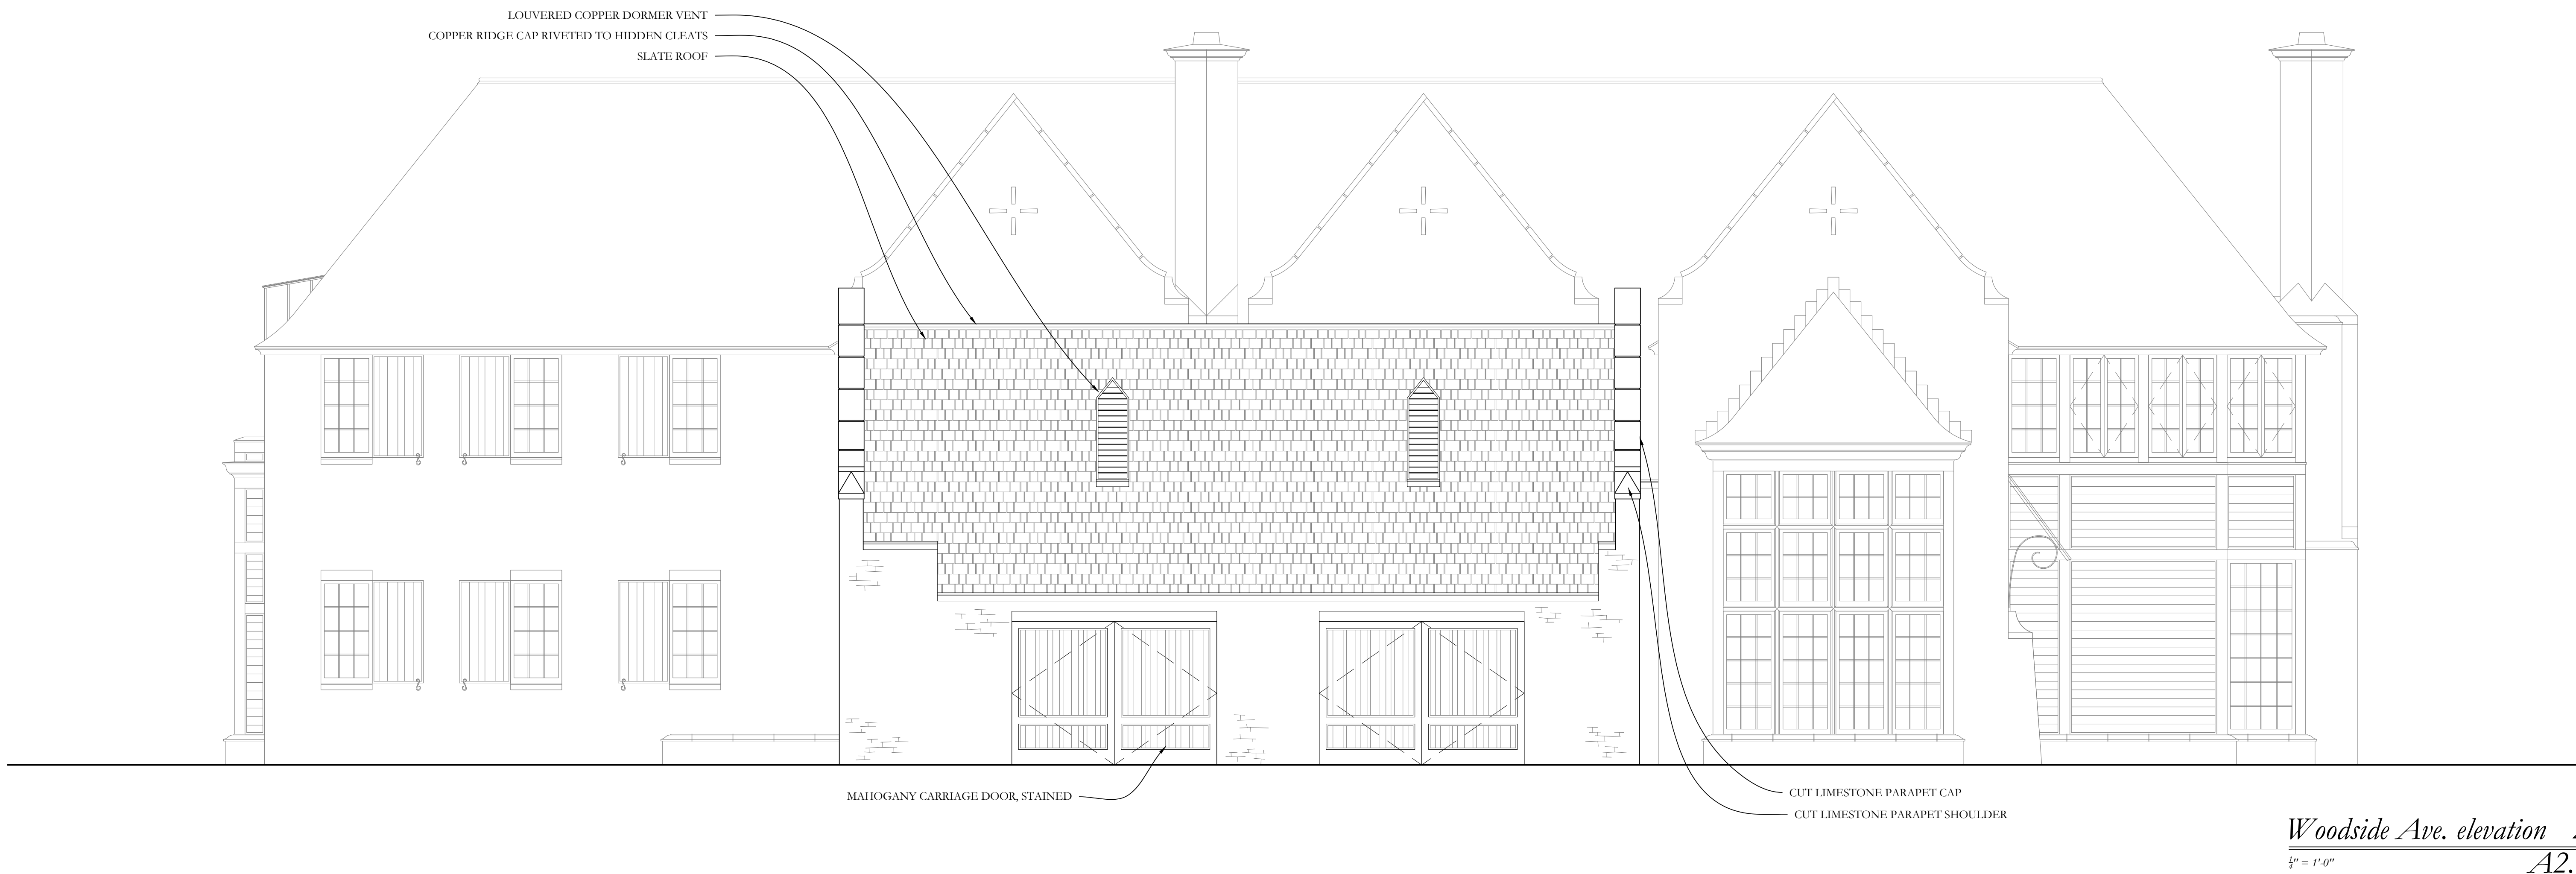 LOUVERED COPPER DORMER VENT
COPPER RIDGE CAP RIVETED TO HIDDEN CLEATS
SLATE ROOF
MAHOGANY CARRIAGE DOOR, STAINED
CUT LIMESTONE PARAPET CAP
CUT LIMESTONE PARAPET SHOULDER
Woodside Ave. elevation
¼" = 1'-0"
A2.